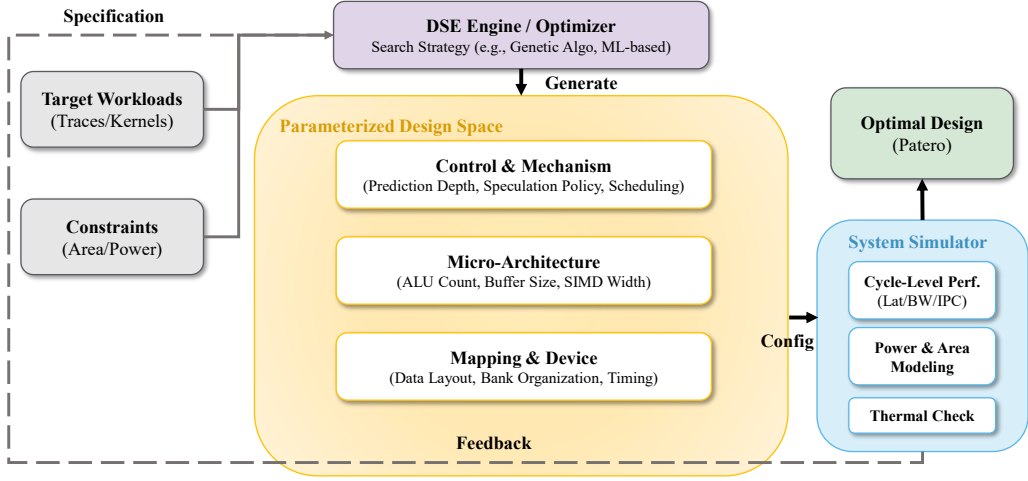 Specification
DSE Engine / Optimizer
Search Strategy (e.g., Genetic Algo, ML-based)
Generate
Target Workloads
(Traces/Kernels)
Constraints
(Area/Power)
Parameterized Design Space
Control & Mechanism
(Prediction Depth, Speculation Policy, Scheduling)
Micro-Architecture
(ALU Count, Buffer Size, SIMD Width)
Mapping & Device
(Data Layout, Bank Organization, Timing)
Config
Optimal Design
(Patero)
System Simulator
Cycle-Level Perf.
(Lat/BW/IPC)
Power & Area
Modeling
Thermal Check
Feedback